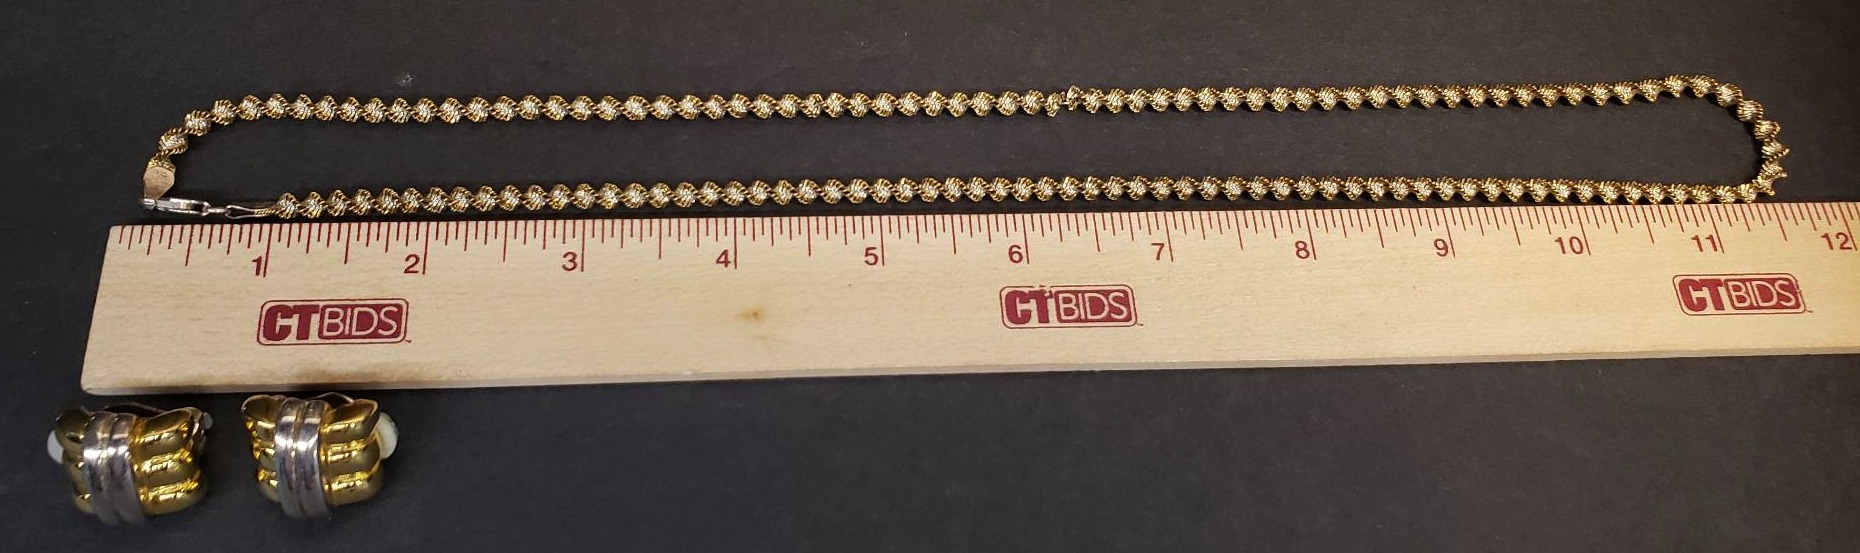 1 2 3 4 5 6 7 8 9 10 11 12
CTBIDS CTBIDS CTBIDS